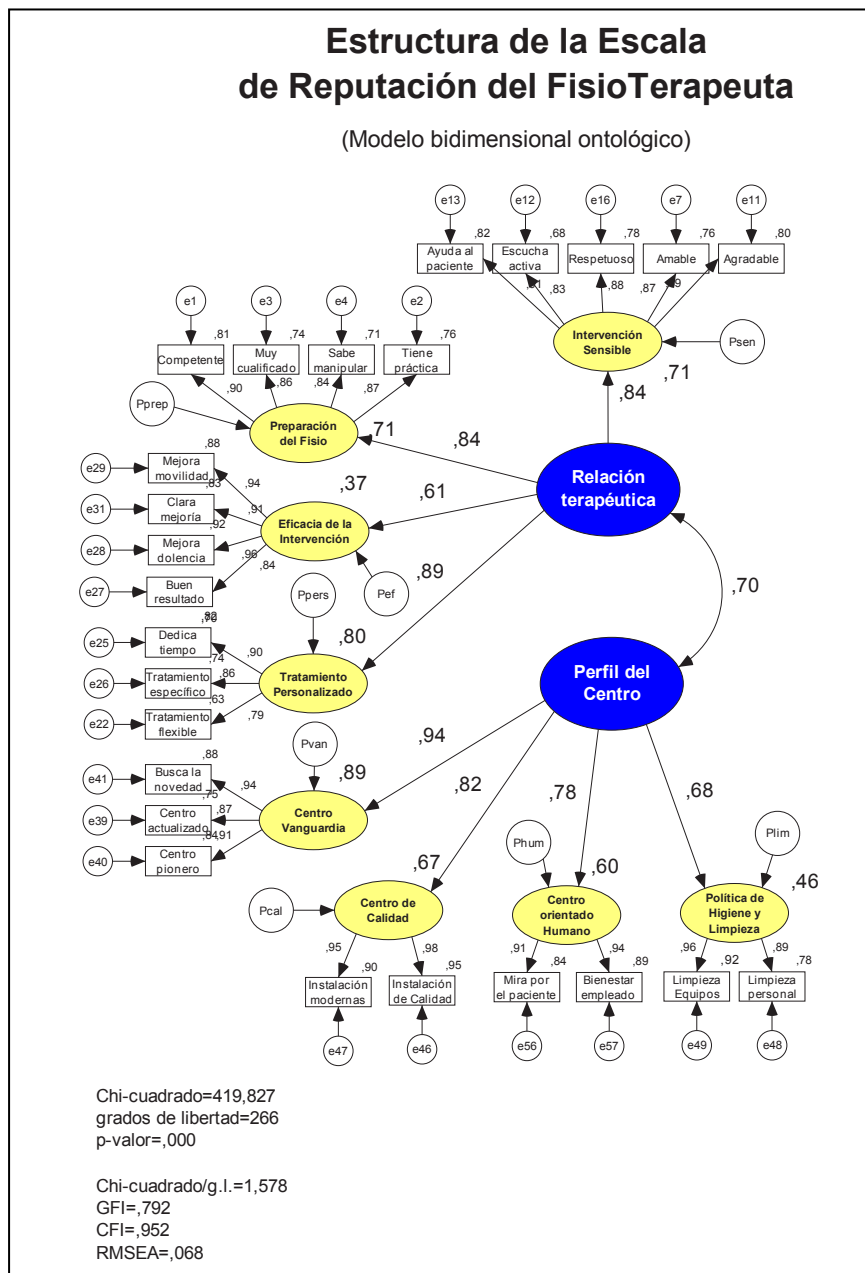 Estructura de la Escala
de Reputación del FisioTerapeuta
(Modelo bidimensional ontológico)
e13 e12 e16 e7 e11
,82 ,68 ,78 ,76 ,80
Ayuda al
paciente
Escucha
activa
Respetuoso
Amable
Agradable
,83 ,88 ,87
e1 e3 e4 e2
,81 ,74 ,71 ,76
Competente
Muy
cualificado
Sabe
manipular
Tiene
práctica
,90 ,86 ,84 ,87
Intervención
Sensible
Psen
,71
,84
Pprep
Preparación
del Fisio
,71
,84
Relación
terapéutica
,88
e29
Mejora
movilidad
,94
,83
e31
Clara
mejoría
,91
,92
e28
Mejora
dolencia
,96
,84
e27
Buen
resultado
Eficacia de la
Intervención
,37
,61
Pef
,89
,70
Ppers
,80
e25
Dedica
tiempo
,90
,74
e26
Tratamiento
específico
,86
,63
e22
Tratamiento
flexible
,79
Tratamiento
Personalizado
Perfil del
Centro
Pvan
,89
,94
,88
e41
Busca la
novedad
,94
,75
e39
Centro
actualizado
,87
,84
,91
e40
Centro
pionero
Centro
Vanguardia
,82
,78
,68
Pcal
,67
Centro de
Calidad
Phum
,60
Centro
orientado
Humano
Plim
,46
Política de
Higiene y
Limpieza
,95 ,98 ,91 ,94 ,96 ,89
,90 ,95 ,84 ,89 ,92 ,78
Instalación
modernas
Instalación
de Calidad
Mira por
el paciente
Bienestar
empleado
Limpieza
Equipos
Limpieza
personal
e47 e46 e56 e57 e49 e48
Chi-cuadrado=419,827
grados de libertad=266
p-valor=,000
Chi-cuadrado/g.l.=1,578
GFI=,792
CFI=,952
RMSEA=,068